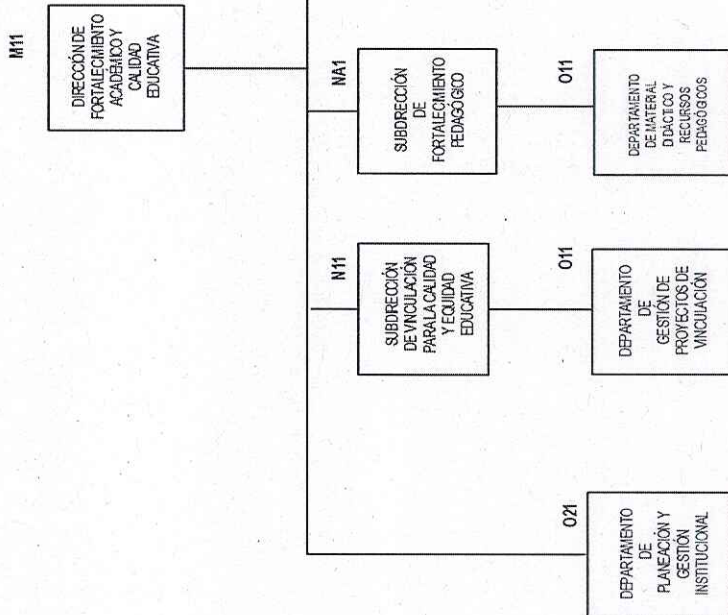 M11
DIRECCIÓN DE
FORTALECIMIENTO
ACADÉMICO Y
CALIDAD
EDUCATIVA
N11
SUBDIRECCIÓN
DE VINCULACIÓN
PARA LA CALIDAD
Y EQUIDAD
EDUCATIVA
NA1
SUBDIRECCIÓN
DE
FORTALECIMIENTO
PEDAGÓGICO
O21
DEPARTAMENTO
DE
PLANEACIÓN Y
GESTIÓN
INSTITUCIONAL
O11
DEPARTAMENTO
DE
GESTIÓN DE
PROYECTOS DE
VINCULACIÓN
O11
DEPARTAMENTO
DE MATERIAL
DIDÁCTICO Y
RECURSOS
PEDAGÓGICOS